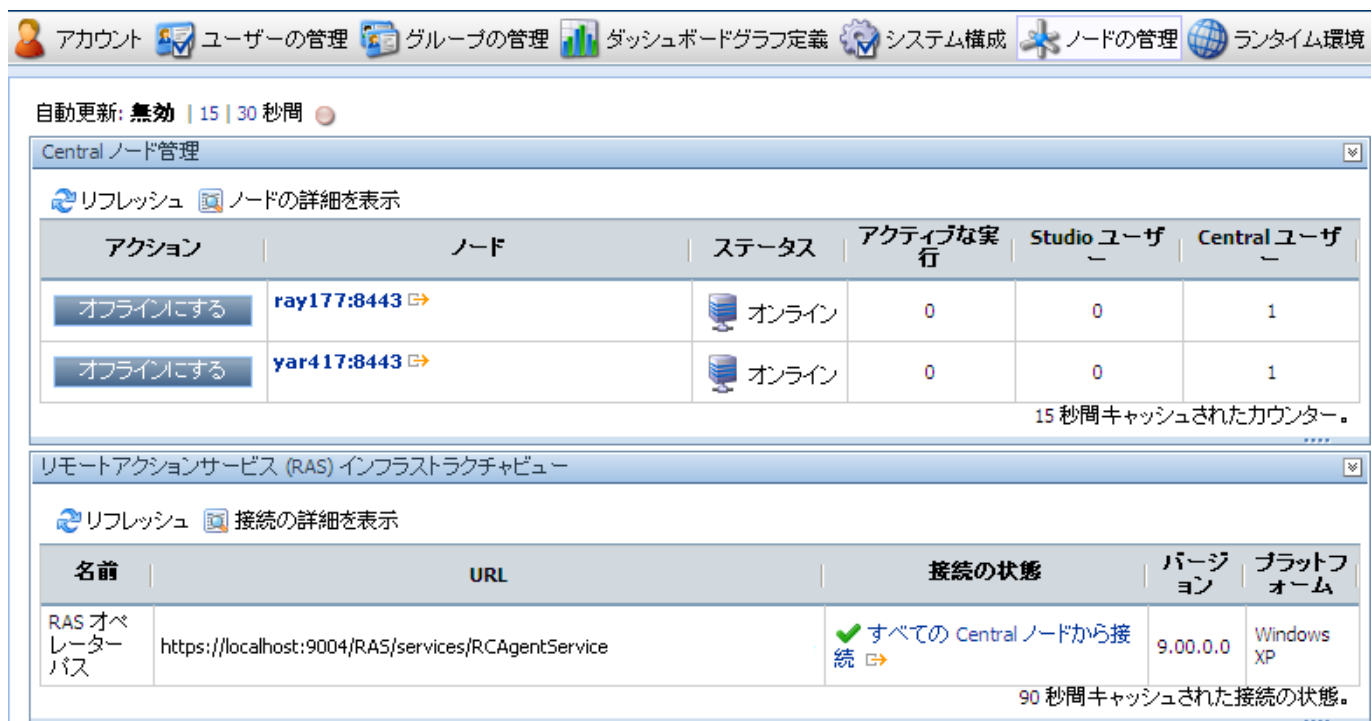 アカウント ユーザーの管理 グループの管理 ダッシュボードグラフ定義 システム構成 ノードの管理 ランタイム環境
自動更新: 無効 | 15 | 30 秒間
Central ノード管理
リフレッシュ ノードの詳細を表示
アクション ノード ステータス アクティブな実行 Studio ユーザー Central ユーザー
オフラインにする ray177:8443 オンライン 0 0 1
オフラインにする yar417:8443 オンライン 0 0 1
15 秒間キャッシュされたカウンター。
リモートアクションサービス (RAS) インフラストラクチャビュー
リフレッシュ 接続の詳細を表示
名前 URL 接続の状態 バージョン プラットフォーム
RAS オペレーターパス https://localhost:9004/RAS/services/RCAgentService すべての Central ノードから接続 9.00.0.0 Windows XP
90 秒間キャッシュされた接続の状態。